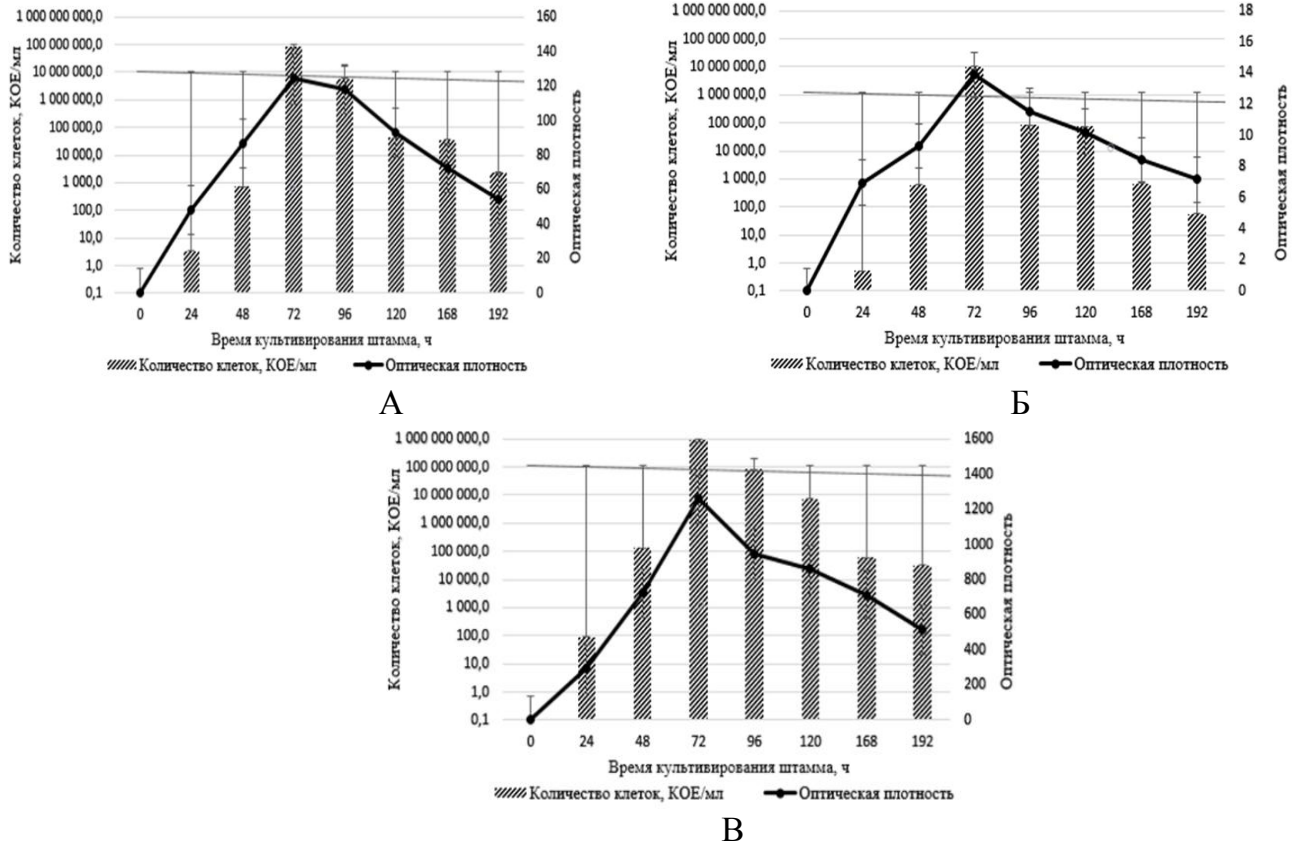 1 000 000 000,0
100 000 000,0
10 000 000,0
1 000 000,0
100 000,0
10 000,0
1 000,0
100,0
10,0
1,0
0,1
Количество клеток, КОЕ/мл
160
140
120
100
80
60
40
20
0
Оптическая плотность
0 24 48 72 96 120 168 192
Время культивирования штамма, ч
Количество клеток, КОЕ/мл Оптическая плотность
А
1 000 000 000,0
100 000 000,0
10 000 000,0
1 000 000,0
100 000,0
10 000,0
1 000,0
100,0
10,0
1,0
0,1
Количество клеток, КОЕ/мл
18
16
14
12
10
8
6
4
2
0
Оптическая плотность
0 24 48 72 96 120 168 192
Время культивирования штамма, ч
Количество клеток, КОЕ/мл Оптическая плотность
Б
1 000 000 000,0
100 000 000,0
10 000 000,0
1 000 000,0
100 000,0
10 000,0
1 000,0
100,0
10,0
1,0
0,1
Количество клеток, КОЕ/мл
1600
1400
1200
1000
800
600
400
200
0
Оптическая плотность
0 24 48 72 96 120 168 192
Время культивирования штамма, ч
Количество клеток, КОЕ/мл Оптическая плотность
В